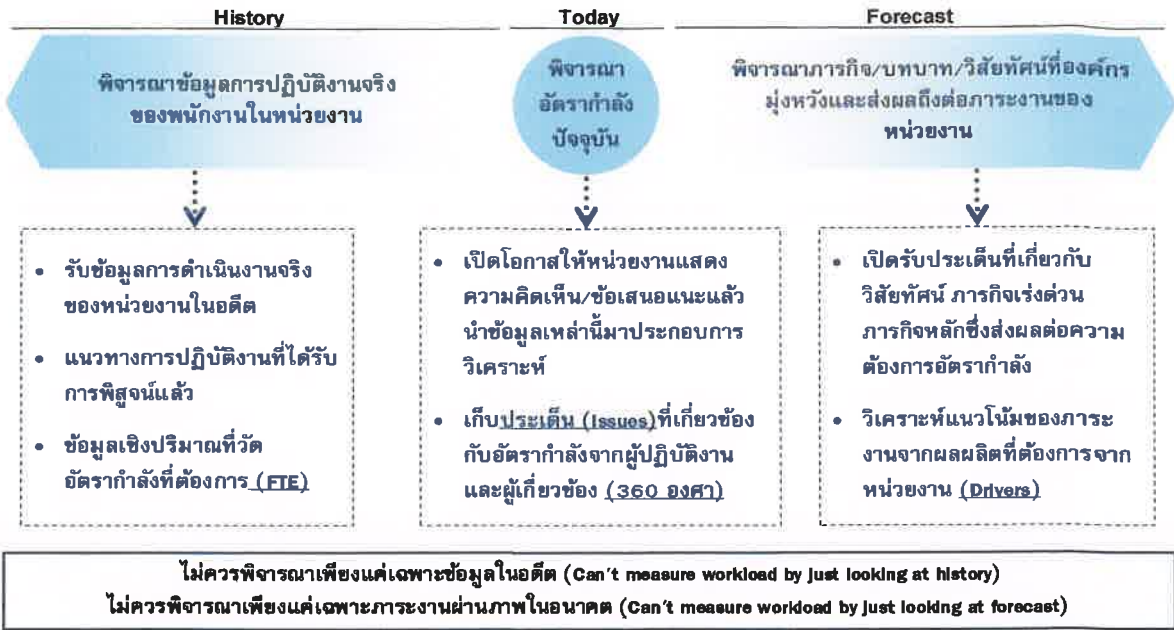 History
Today
Forecast
พิจารณาข้อมูลการปฏิบัติงานจริง
ของพนักงานในหน่วยงาน
พิจารณา
อัตรากำลัง
ปัจจุบัน
พิจารณาภารกิจ/บทบาท/วิสัยทัศน์ที่องค์กร
มุ่งหวังและส่งผลถึงต่อภาระงานของ
หน่วยงาน
• รับข้อมูลการดำเนินงานจริง
ของหน่วยงานในอดีต
• แนวทางการปฏิบัติงานที่ได้รับ
การพิสูจน์แล้ว
• ข้อมูลเชิงปริมาณที่วัด
อัตรากำลังที่ต้องการ (FTE)
• เปิดโอกาสให้หน่วยงานแสดง
ความคิดเห็น/ข้อเสนอแนะแล้ว
นำข้อมูลเหล่านี้มาประกอบการ
วิเคราะห์
• เก็บประเด็น (Issues)ที่เกี่ยวข้อง
กับอัตรากำลังจากผู้ปฏิบัติงาน
และผู้เกี่ยวข้อง (360 องศา)
• เปิดรับประเด็นที่เกี่ยวกับ
วิสัยทัศน์ ภารกิจเร่งด่วน
ภารกิจหลักซึ่งส่งผลต่อความ
ต้องการอัตรากำลัง
• วิเคราะห์แนวโน้มของภาระ
งานจากผลผลิตที่ต้องการจาก
หน่วยงาน (Drivers)
ไม่ควรพิจารณาเพียงแค่เฉพาะข้อมูลในอดีต (Can't measure workload by just looking at history)
ไม่ควรพิจารณาเพียงแค่เฉพาะภาระงานผ่านภาพในอนาคต (Can't measure workload by just looking at forecast)